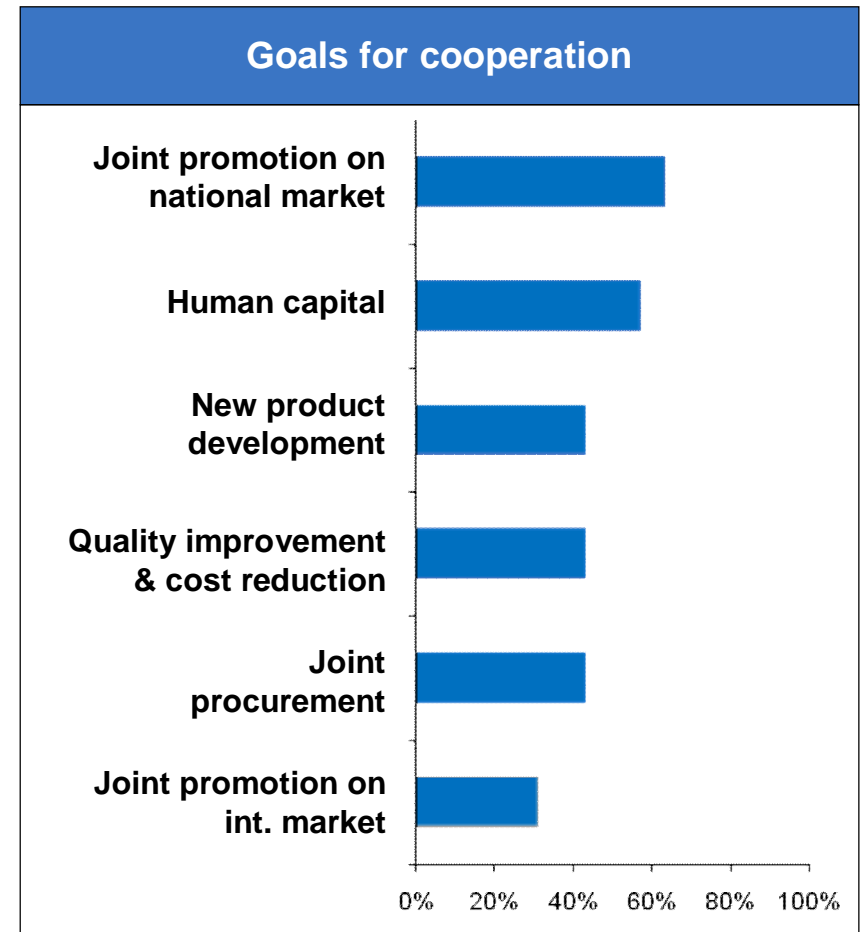 Goals for cooperation
Joint promotion on
national market
Human capital
New product
development
Quality improvement
& cost reduction
Joint
procurement
Joint promotion on
int. market
0% 20% 40% 60% 80% 100%